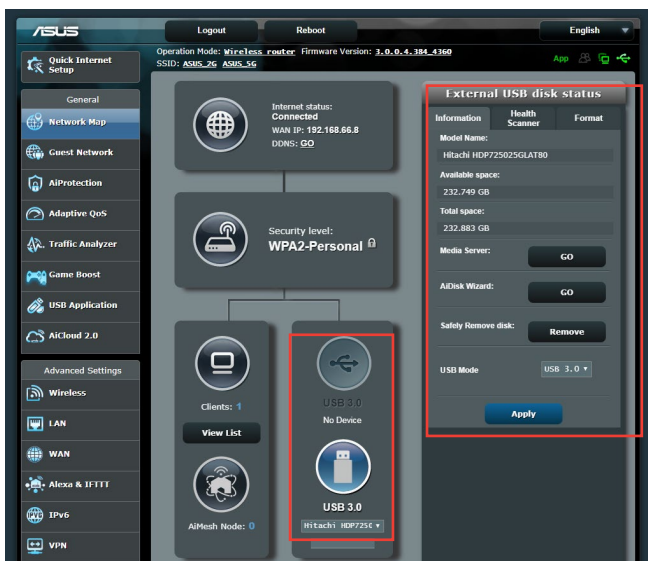 ASUS
Logout
Reboot
English
Operation Mode: Wireless router Firmware Version: 3.0.0.4.384_4360
SSID: ASUS_2G ASUS_5G
App
Quick Internet
Setup
General
Network Map
Guest Network
AiProtection
Adaptive QoS
Traffic Analyzer
Game Boost
USB Application
AiCloud 2.0
Advanced Settings
Wireless
LAN
WAN
Alexa & IFTTT
IPv6
VPN
Internet status:
Connected
WAN IP: 192.168.66.8
DDNS: GO
Security level:
WPA2-Personal
Clients: 1
View List
AiMesh Node: 0
USB 3.0
No Device
USB 3.0
Hitachi HDP725C
External USB disk status
Information
Health
Scanner
Format
Model Name:
Hitachi HDP725025GLAT80
Available space:
232.749 GB
Total space:
232.883 GB
Media Server:
GO
AiDisk Wizard:
GO
Safely Remove disk:
Remove
USB Mode
USB 3.0
Apply